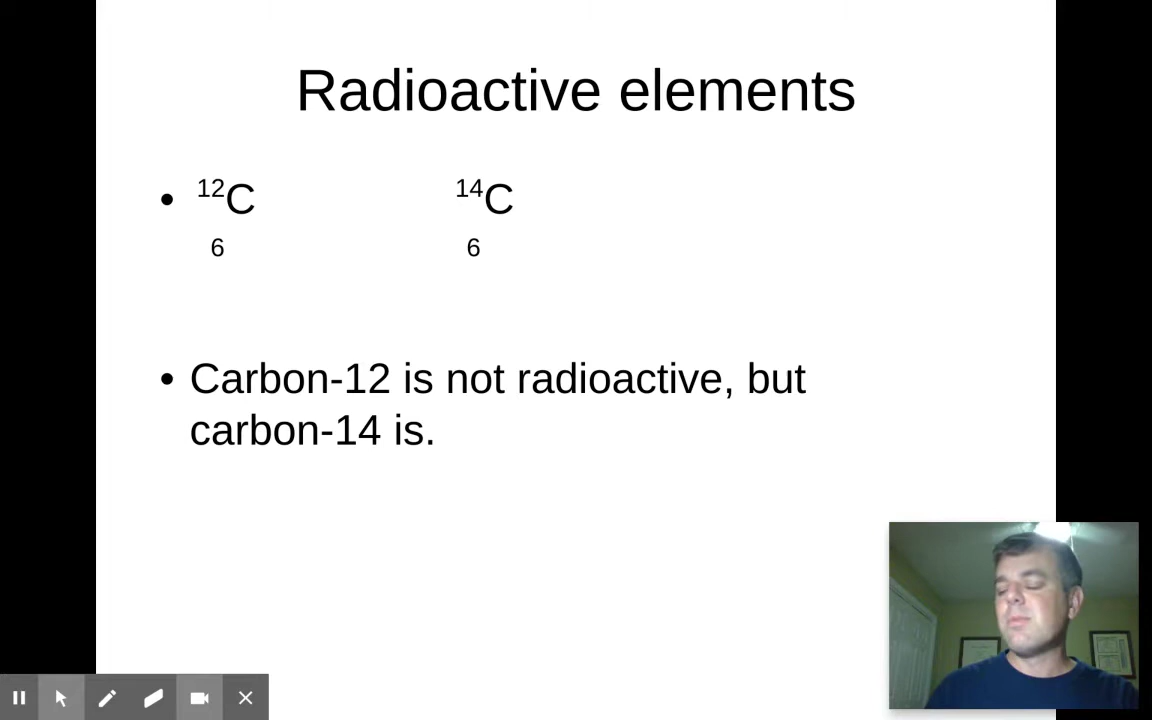 Radioactive elements
• ¹²C ¹⁴C
6 6
• Carbon-12 is not radioactive, but
carbon-14 is.